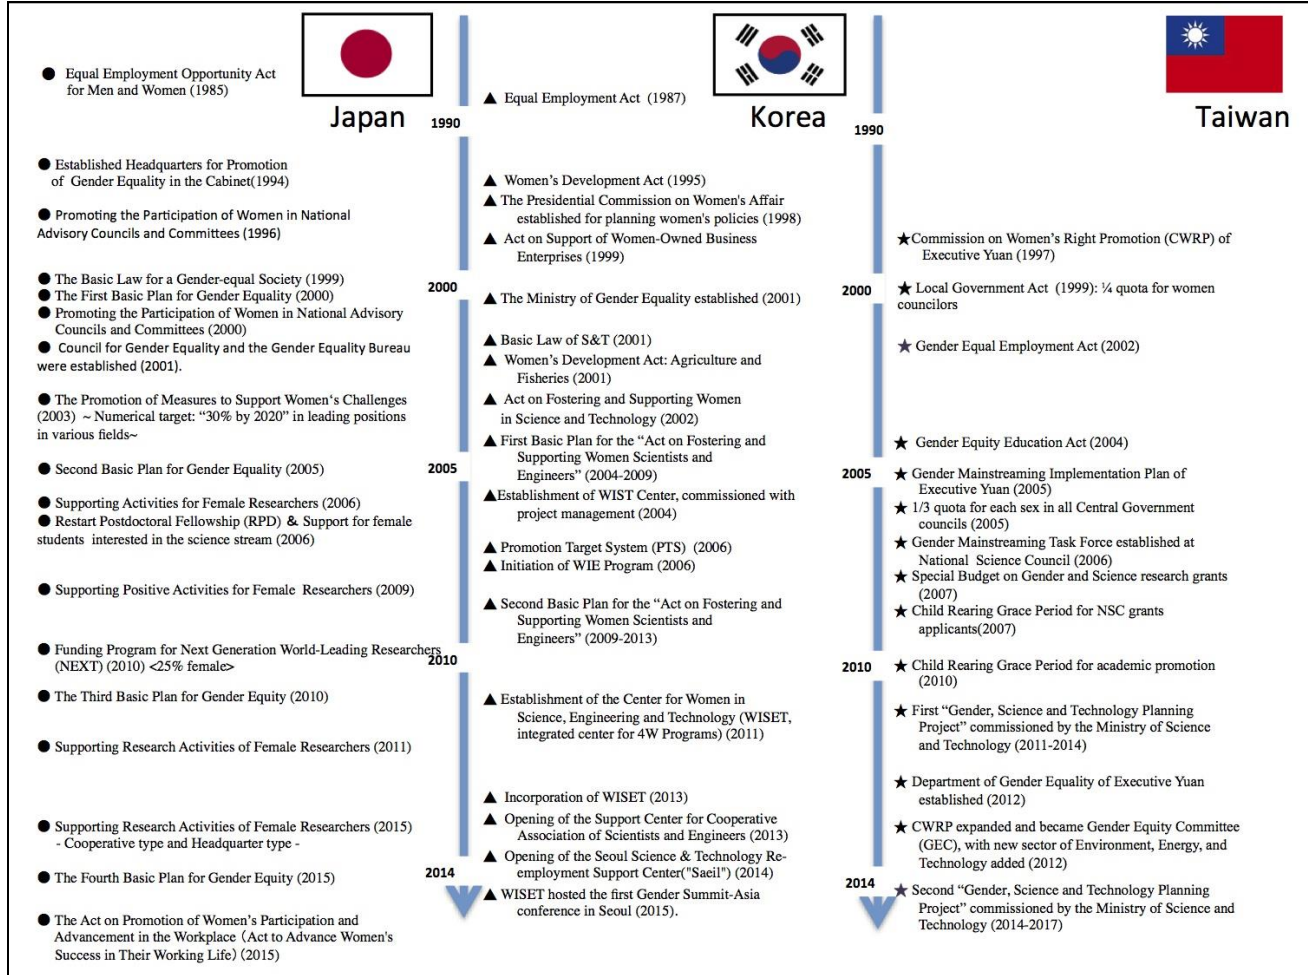 Japan
● Equal Employment Opportunity Act
for Men and Women (1985)
● Established Headquarters for Promotion
of Gender Equality in the Cabinet(1994)
● Promoting the Participation of Women in National
Advisory Councils and Committees (1996)
● The Basic Law for a Gender-equal Society (1999)
● The First Basic Plan for Gender Equality (2000)
● Promoting the Participation of Women in National Advisory
Councils and Committees (2000)
● Council for Gender Equality and the Gender Equality Bureau
were established (2001).
● The Promotion of Measures to Support Women‘s Challenges
(2003) ~ Numerical target: “30% by 2020” in leading positions
in various fields~
● Second Basic Plan for Gender Equality (2005)
● Supporting Activities for Female Researchers (2006)
● Restart Postdoctoral Fellowship (RPD) & Support for female
students interested in the science stream (2006)
● Supporting Positive Activities for Female Researchers (2009)
● Funding Program for Next Generation World-Leading Researchers
(NEXT) (2010) <25% female>
● The Third Basic Plan for Gender Equity (2010)
● Supporting Research Activities of Female Researchers (2011)
● Supporting Research Activities of Female Researchers (2015)
- Cooperative type and Headquarter type -
● The Fourth Basic Plan for Gender Equity (2015)
● The Act on Promotion of Women’s Participation and
Advancement in the Workplace (Act to Advance Women's
Success in Their Working Life) (2015)
1990
2000
2005
2010
2014
Korea
▲ Equal Employment Act (1987)
▲ Women’s Development Act (1995)
▲ The Presidential Commission on Women's Affair
established for planning women's policies (1998)
▲ Act on Support of Women-Owned Business
Enterprises (1999)
▲ The Ministry of Gender Equality established (2001)
▲ Basic Law of S&T (2001)
▲ Women’s Development Act: Agriculture and
Fisheries (2001)
▲ Act on Fostering and Supporting Women
in Science and Technology (2002)
▲ First Basic Plan for the “Act on Fostering and
Supporting Women Scientists and
Engineers” (2004-2009)
▲ Establishment of WIST Center, commissioned with
project management (2004)
▲ Promotion Target System (PTS) (2006)
▲ Initiation of WIE Program (2006)
▲ Second Basic Plan for the “Act on Fostering and
Supporting Women Scientists and
Engineers” (2009-2013)
▲ Establishment of the Center for Women in
Science, Engineering and Technology (WISET,
integrated center for 4W Programs) (2011)
▲ Incorporation of WISET (2013)
▲ Opening of the Support Center for Cooperative
Association of Scientists and Engineers (2013)
▲ Opening of the Seoul Science & Technology Re-
employment Support Center("Saeil") (2014)
▲ WISET hosted the first Gender Summit-Asia
conference in Seoul (2015).
1990
2000
2005
2010
2014
Taiwan
★ Commission on Women’s Right Promotion (CWRP) of
Executive Yuan (1997)
★ Local Government Act (1999): ¼ quota for women
councilors
★ Gender Equal Employment Act (2002)
★ Gender Equity Education Act (2004)
★ Gender Mainstreaming Implementation Plan of
Executive Yuan (2005)
★ 1/3 quota for each sex in all Central Government
councils (2005)
★ Gender Mainstreaming Task Force established at
National Science Council (2006)
★ Special Budget on Gender and Science research grants
(2007)
★ Child Rearing Grace Period for NSC grants
applicants(2007)
★ Child Rearing Grace Period for academic promotion
(2010)
★ First “Gender, Science and Technology Planning
Project” commissioned by the Ministry of Science
and Technology (2011-2014)
★ Department of Gender Equality of Executive Yuan
established (2012)
★ CWRP expanded and became Gender Equity Committee
(GEC), with new sector of Environment, Energy, and
Technology added (2012)
★ Second “Gender, Science and Technology Planning
Project” commissioned by the Ministry of Science and
Technology (2014-2017)